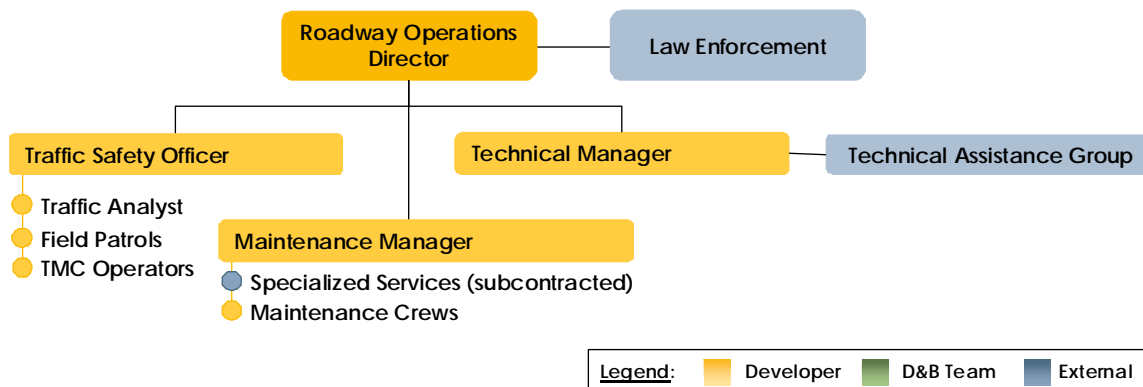 Roadway Operations
Director
Law Enforcement
Traffic Safety Officer
Technical Manager
Technical Assistance Group
Traffic Analyst
Field Patrols
TMC Operators
Maintenance Manager
Specialized Services (subcontracted)
Maintenance Crews
Legend: Developer D&B Team External